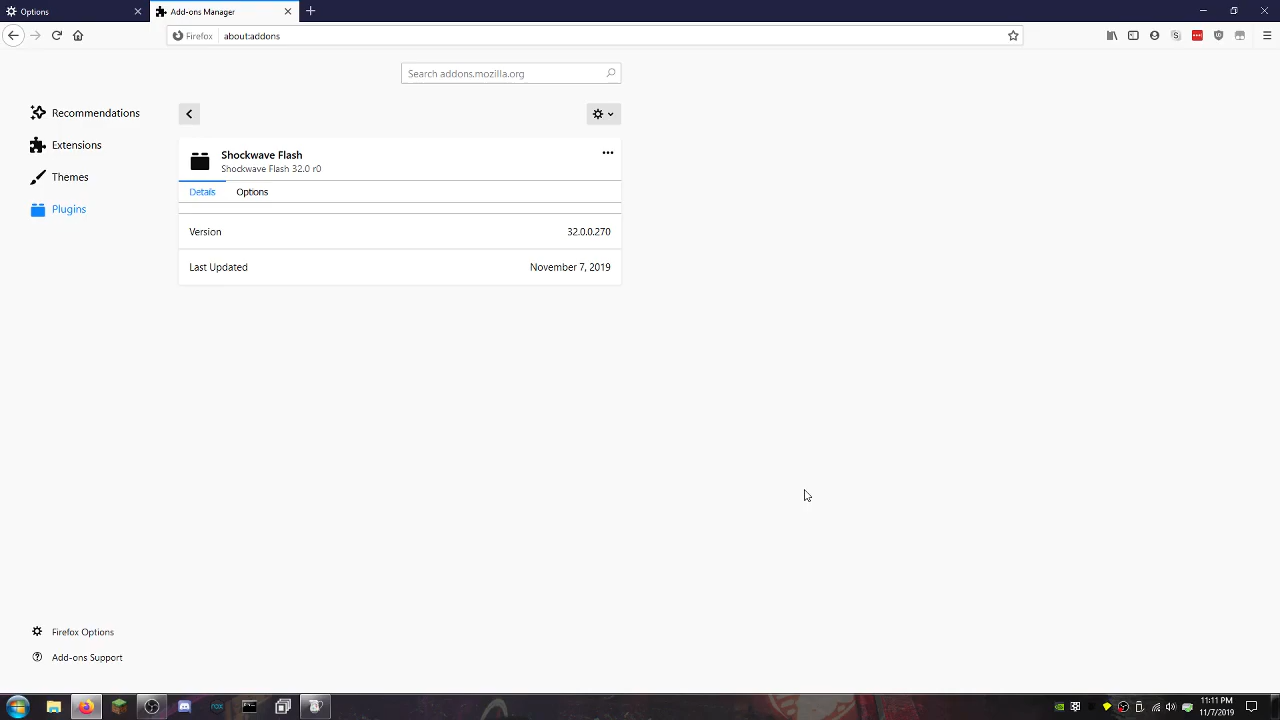 Options
Add-ons Manager
Firefox
about:addons
Search addons.mozilla.org
Recommendations
Extensions
Themes
Plugins
Shockwave Flash
Shockwave Flash 32.0 r0
Details
Options
Version
32.0.0.270
Last Updated
November 7, 2019
Firefox Options
Add-ons Support
nox
11:11 PM
11/7/2019